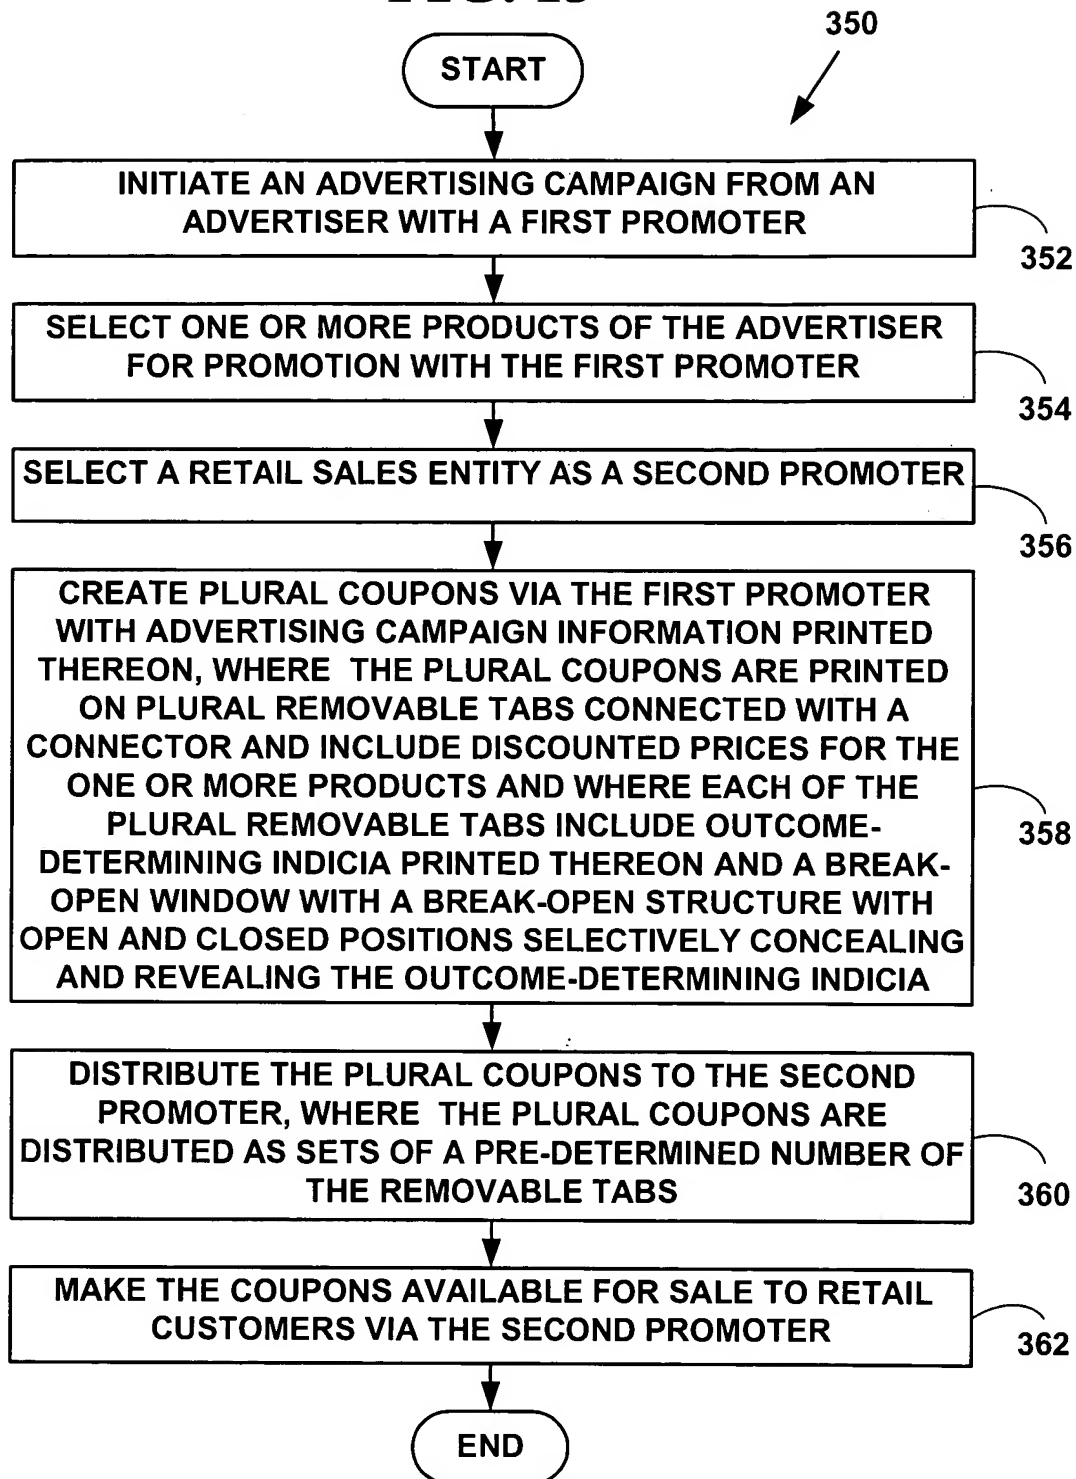 350
START
INITIATE AN ADVERTISING CAMPAIGN FROM AN
ADVERTISER WITH A FIRST PROMOTER
352
SELECT ONE OR MORE PRODUCTS OF THE ADVERTISER
FOR PROMOTION WITH THE FIRST PROMOTER
354
SELECT A RETAIL SALES ENTITY AS A SECOND PROMOTER
356
CREATE PLURAL COUPONS VIA THE FIRST PROMOTER
WITH ADVERTISING CAMPAIGN INFORMATION PRINTED
THEREON, WHERE THE PLURAL COUPONS ARE PRINTED
ON PLURAL REMOVABLE TABS CONNECTED WITH A
CONNECTOR AND INCLUDE DISCOUNTED PRICES FOR THE
ONE OR MORE PRODUCTS AND WHERE EACH OF THE
PLURAL REMOVABLE TABS INCLUDE OUTCOME-
DETERMINING INDICIA PRINTED THEREON AND A BREAK-
OPEN WINDOW WITH A BREAK-OPEN STRUCTURE WITH
OPEN AND CLOSED POSITIONS SELECTIVELY CONCEALING
AND REVEALING THE OUTCOME-DETERMINING INDICIA
358
DISTRIBUTE THE PLURAL COUPONS TO THE SECOND
PROMOTER, WHERE THE PLURAL COUPONS ARE
DISTRIBUTED AS SETS OF A PRE-DETERMINED NUMBER OF
THE REMOVABLE TABS
360
MAKE THE COUPONS AVAILABLE FOR SALE TO RETAIL
CUSTOMERS VIA THE SECOND PROMOTER
362
END